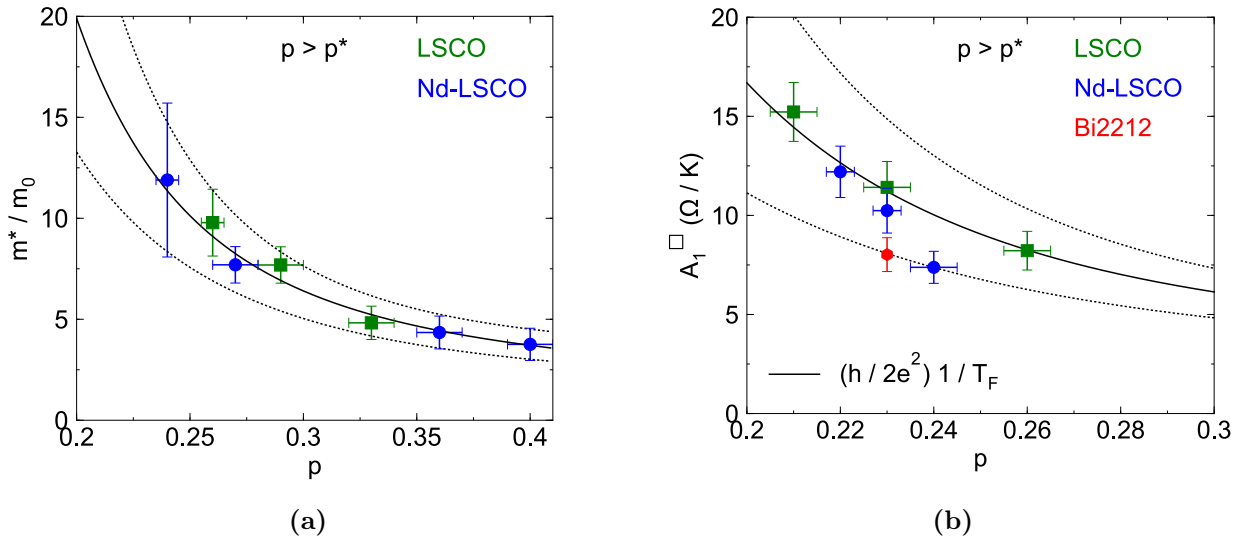 20
15
10
5
0
m* / m₀
p > p*
LSCO
Nd-LSCO
0.2
0.25
0.3
0.35
0.4
p
(a)
20
15
10
5
0
A₁□ (Ω / K)
p > p*
LSCO
Nd-LSCO
Bi2212
(h / 2e²) 1 / T_F
0.2
0.22
0.24
0.26
0.28
0.3
p
(b)